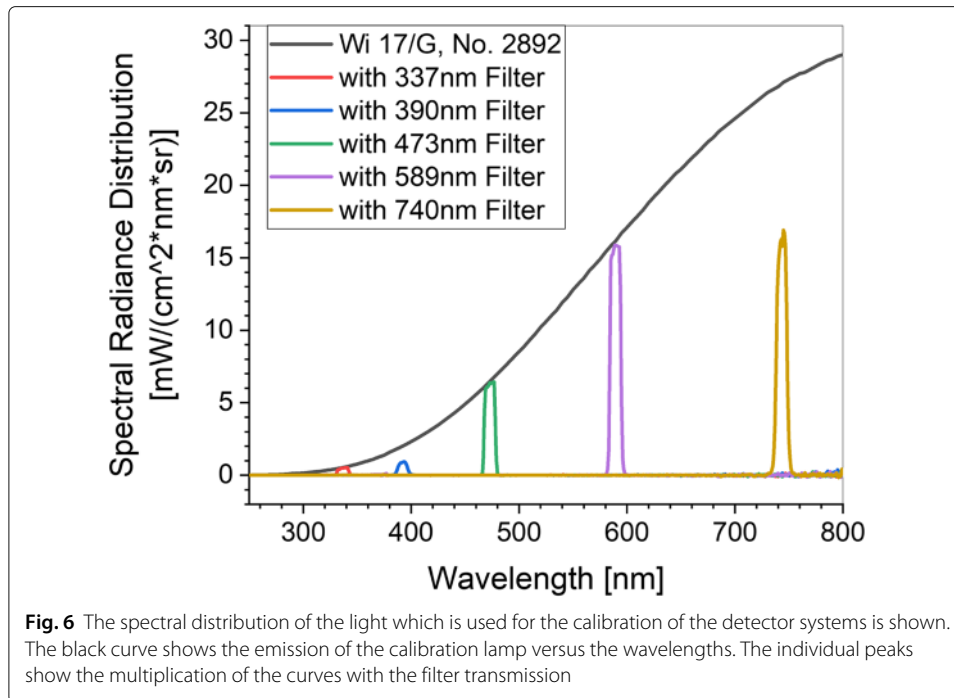 Spectral Radiance Distribution
[mW/(cm^2*nm*sr)]
30
25
20
15
10
5
0
Wi 17/G, No. 2892
with 337nm Filter
with 390nm Filter
with 473nm Filter
with 589nm Filter
with 740nm Filter
300 400 500 600 700 800
Wavelength [nm]
Fig. 6 The spectral distribution of the light which is used for the calibration of the detector systems is shown.
The black curve shows the emission of the calibration lamp versus the wavelengths. The individual peaks
show the multiplication of the curves with the filter transmission